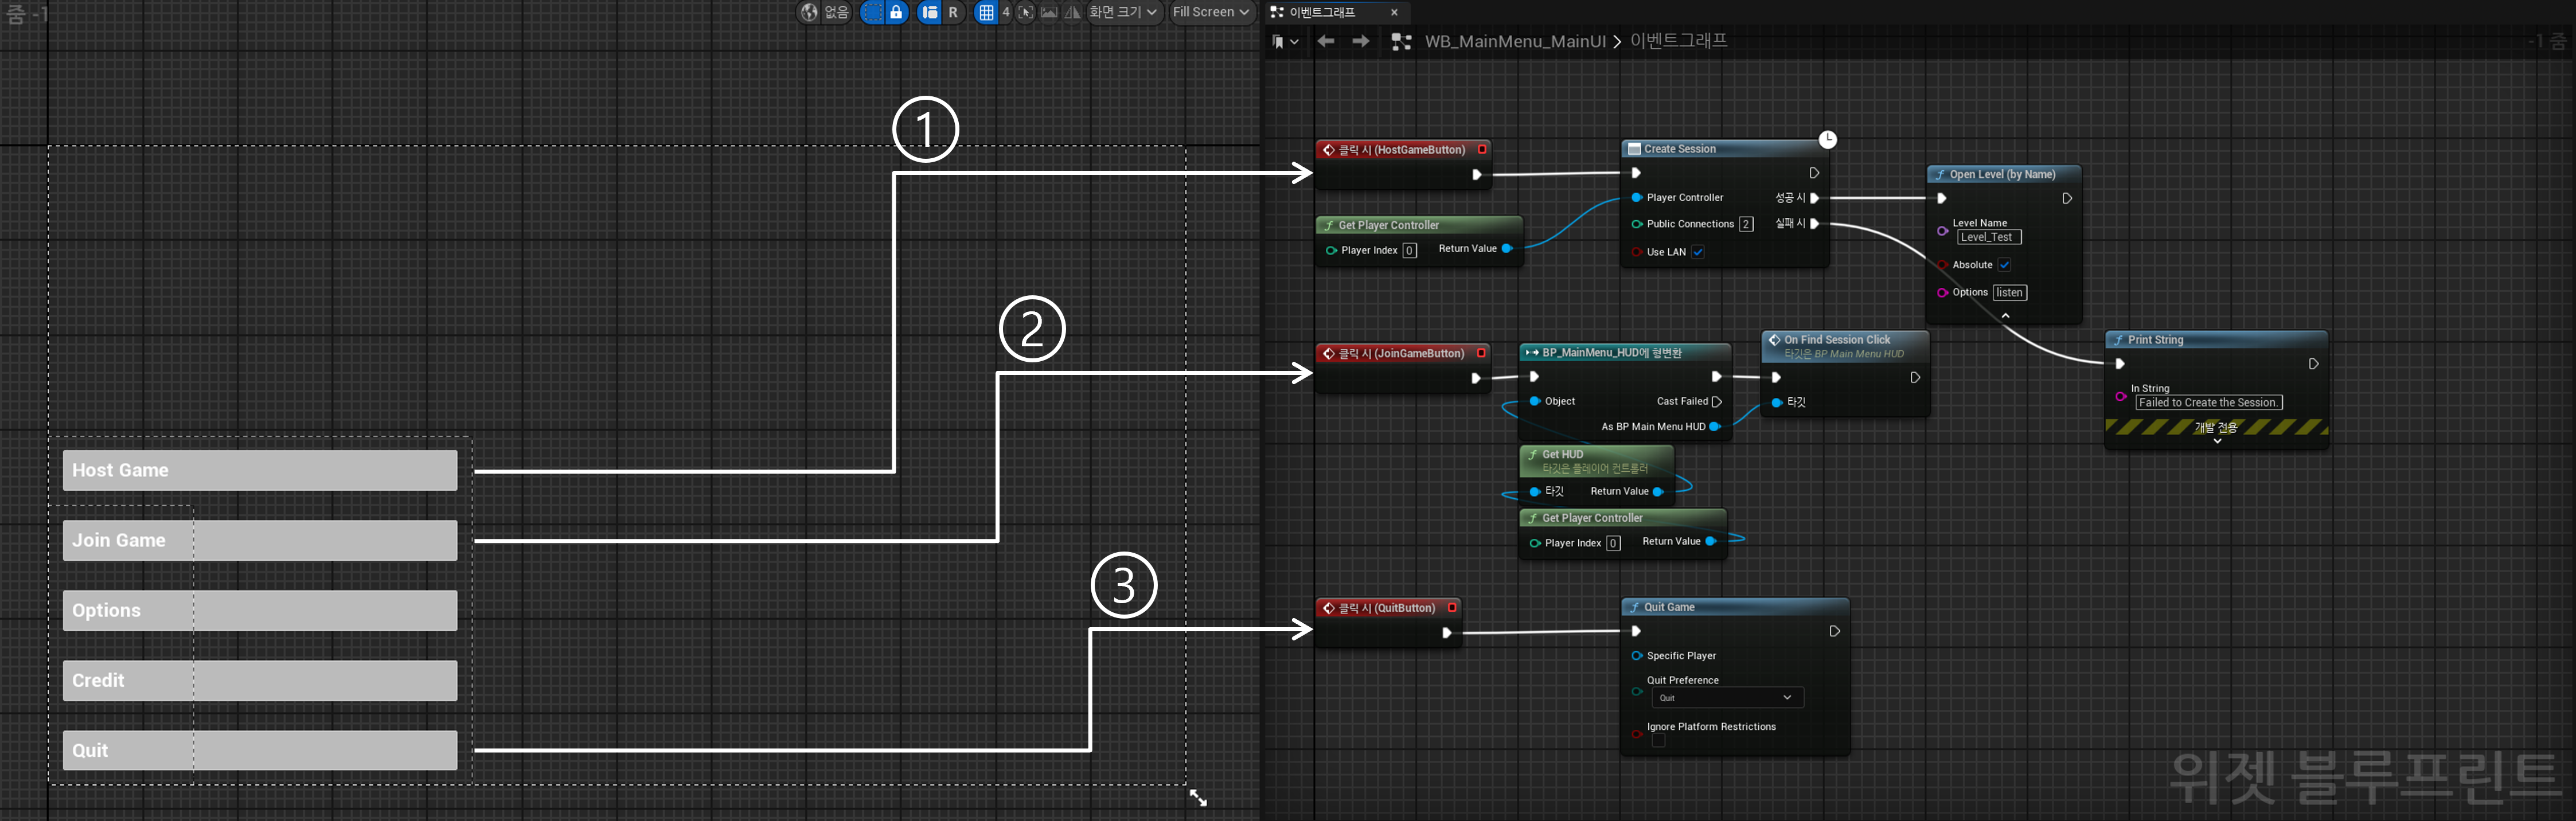 줌 -1
없음
R
4
화면 크기
Fill Screen
①
②
③
Host Game
Join Game
Options
Credit
Quit
이벤트그래프
WB_MainMenu_MainUI > 이벤트그래프
-1 줌
클릭 시 (HostGameButton)
Get Player Controller
Player Index 0
Return Value
Create Session
Player Controller
성공 시
Public Connections 2
실패 시
Use LAN
Open Level (by Name)
Level Name
Level_Test
Absolute
Options listen
Print String
In String
Failed to Create the Session.
개발 전용
클릭 시 (JoinGameButton)
BP_MainMenu_HUD에 형변환
Object
Cast Failed
As BP Main Menu HUD
On Find Session Click
타깃은 BP Main Menu HUD
타깃
Get HUD
타깃은 플레이어 컨트롤러
타깃
Return Value
Get Player Controller
Player Index 0
Return Value
클릭 시 (QuitButton)
Quit Game
Specific Player
Quit Preference
Quit
Ignore Platform Restrictions
위젯 블루프린트